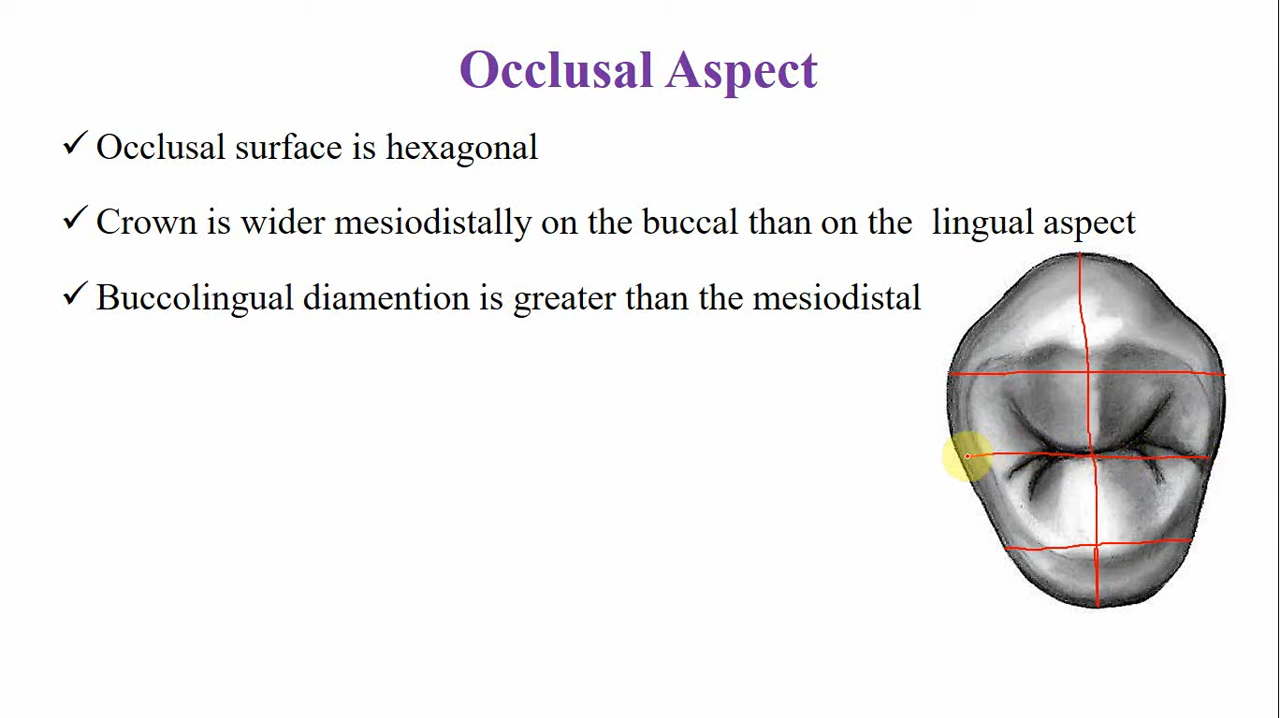 Occlusal Aspect
✓ Occlusal surface is hexagonal
✓ Crown is wider mesiodistally on the buccal than on the lingual aspect
✓ Buccolingual diamention is greater than the mesiodistal